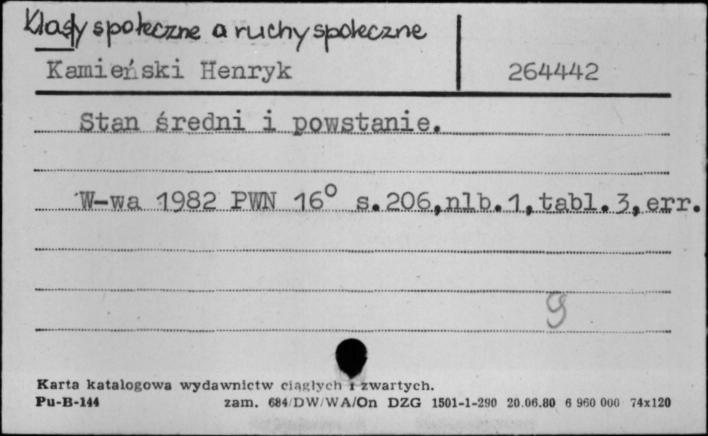 Klasy społeczne a ruchy społeczne
Kamieński Henryk 264442
Stan średni i powstanie.
W-wa 1982 PWN 16° s.206,nlb.1,tabl.3,err.
9
Karta katalogowa wydawnictw ciągłych i zwartych.
Pu-B-144 zam. 684/DW/WA/On DZG 1501-1-290 20.06.80 6 960 000 74x120